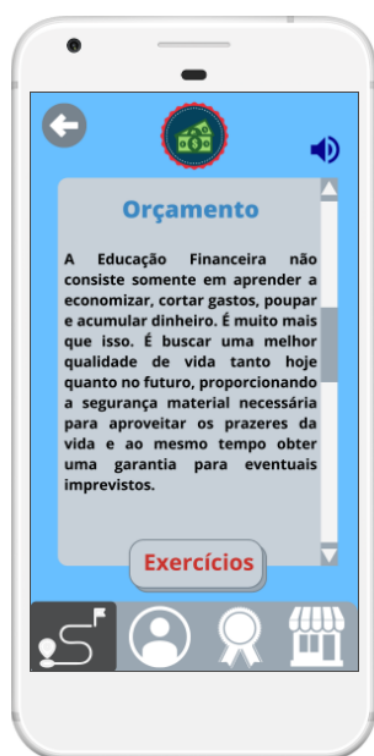 Orçamento
A Educação Financeira não
consiste somente em aprender a
economizar, cortar gastos, poupar
e acumular dinheiro. É muito mais
que isso. É buscar uma melhor
qualidade de vida tanto hoje
quanto no futuro, proporcionando
a segurança material necessária
para aproveitar os prazeres da
vida e ao mesmo tempo obter
uma garantia para eventuais
imprevistos.
Exercícios